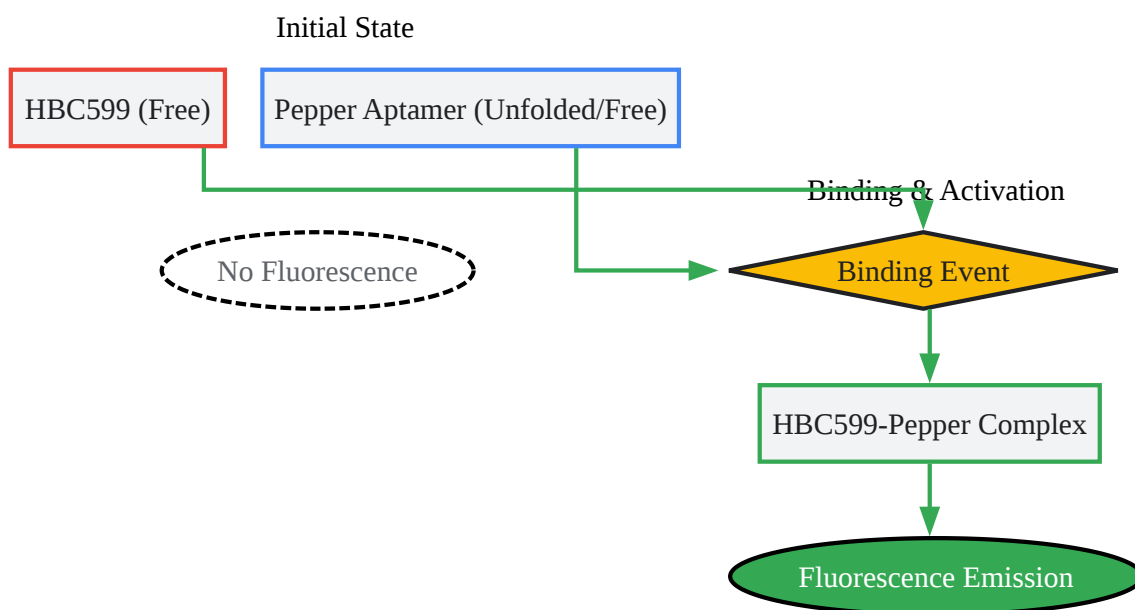 Initial State
HBC599 (Free)
Pepper Aptamer (Unfolded/Free)
Binding & Activation
No Fluorescence
Binding Event
HBC599-Pepper Complex
Fluorescence Emission